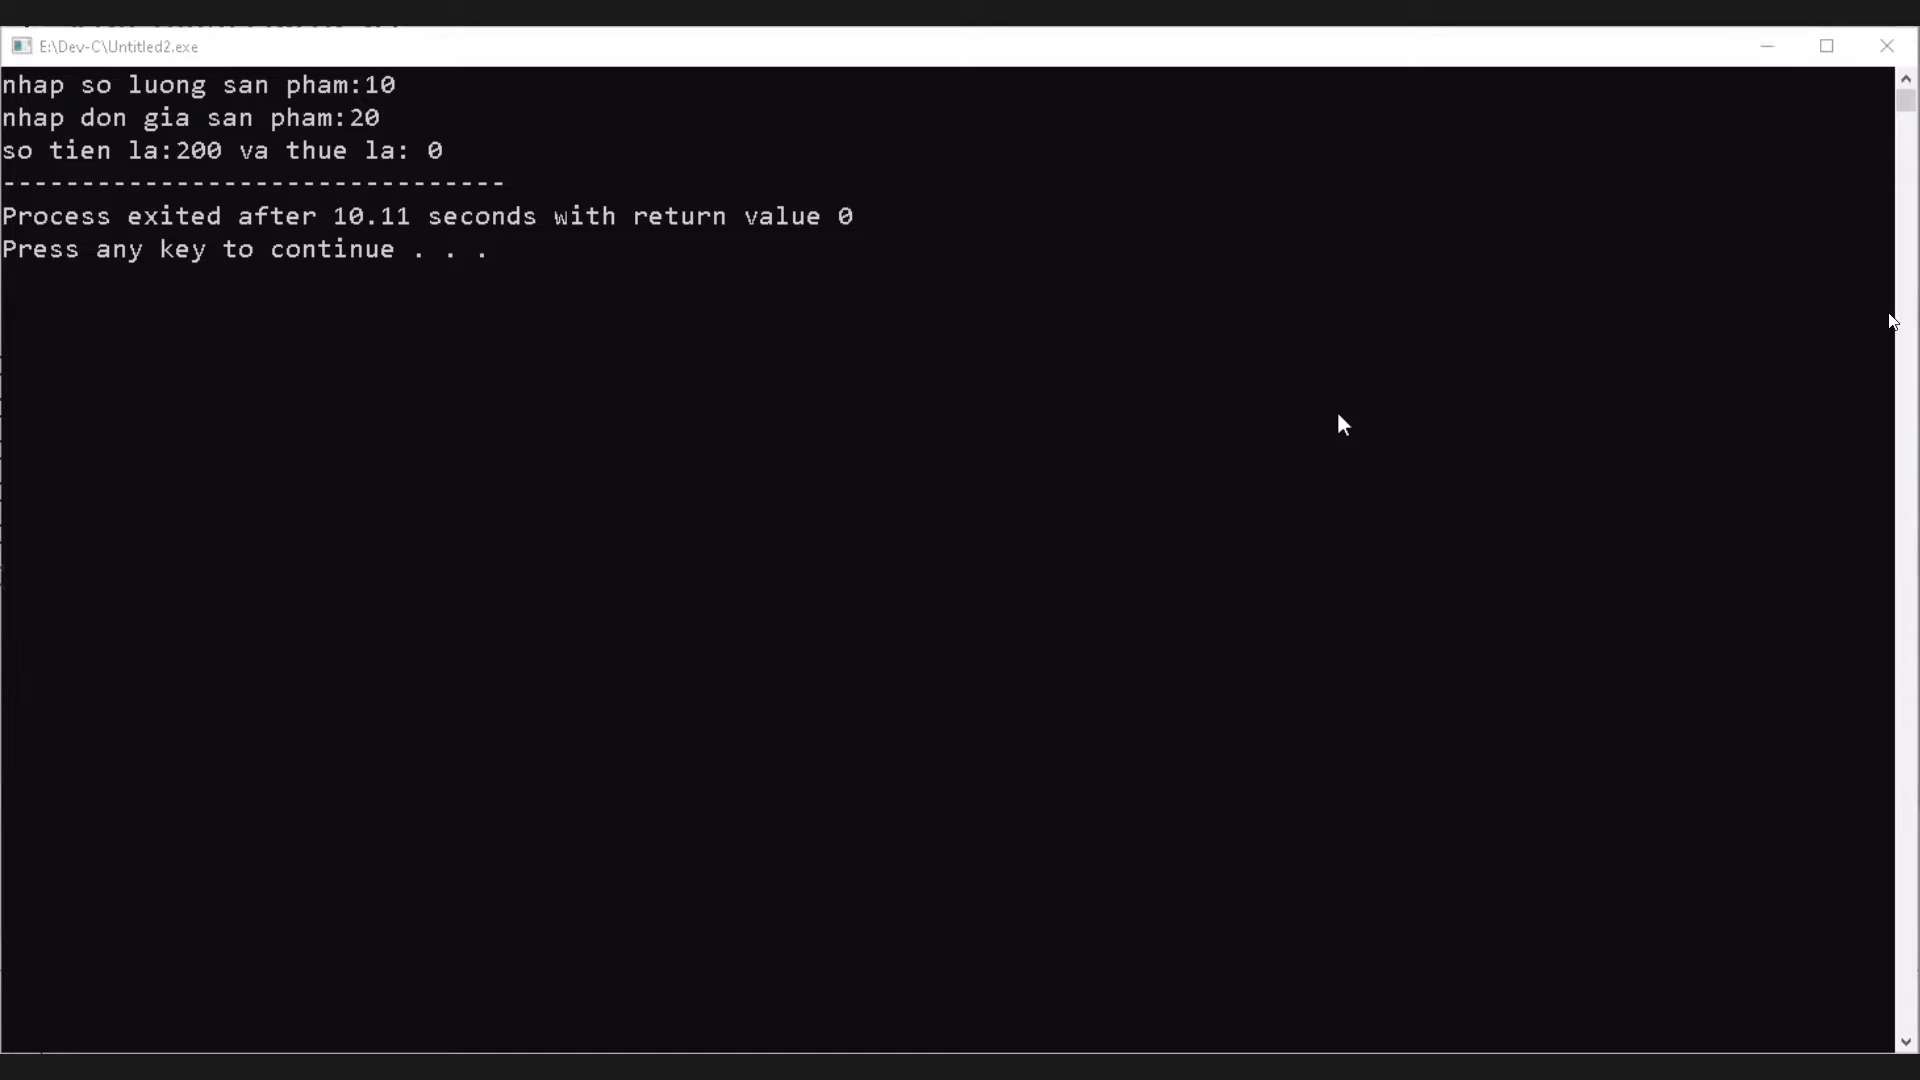 E:\Dev-C\Untitled2.exe
nhap so luong san pham:10
nhap don gia san pham:20
so tien la:200 va thue la: 0
--------------------------------
Process exited after 10.11 seconds with return value 0
Press any key to continue . . .